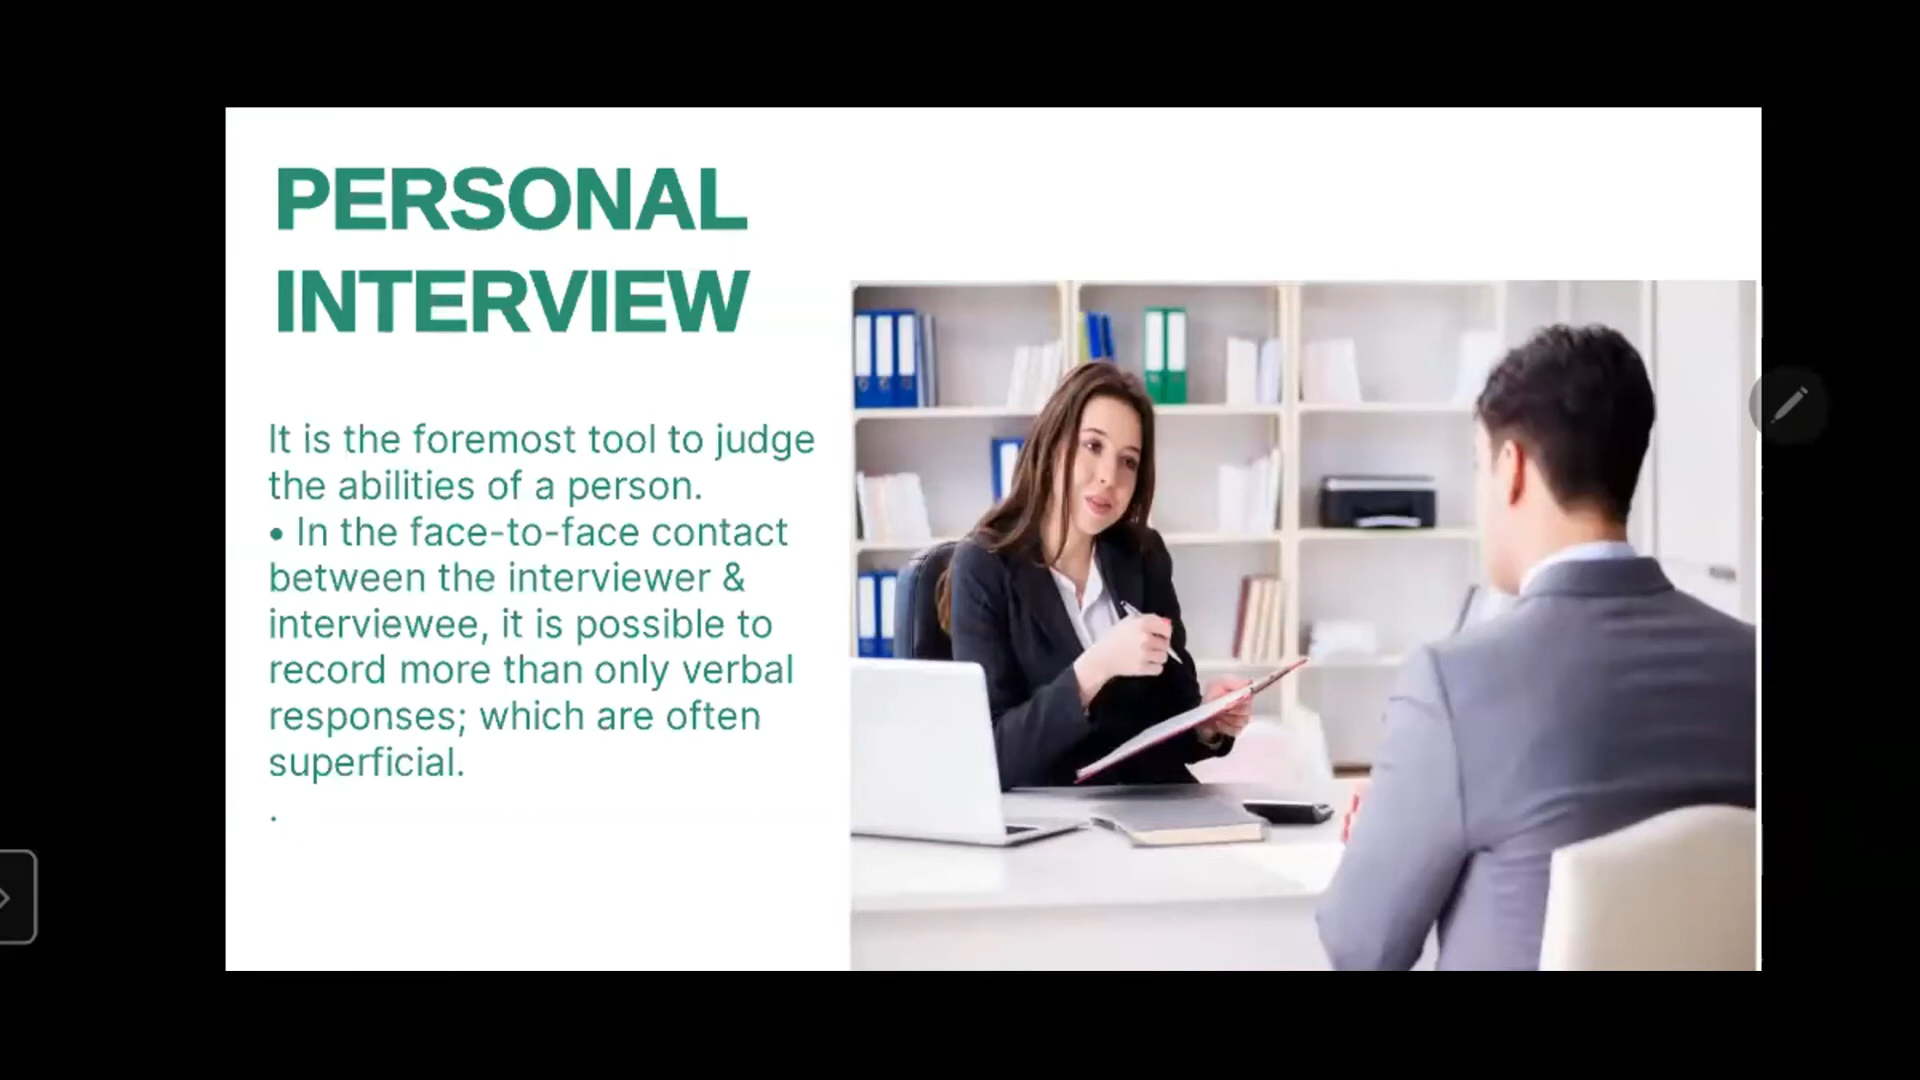 PERSONAL
INTERVIEW
It is the foremost tool to judge
the abilities of a person.
• In the face-to-face contact
between the interviewer &
interviewee, it is possible to
record more than only verbal
responses; which are often
superficial.
.